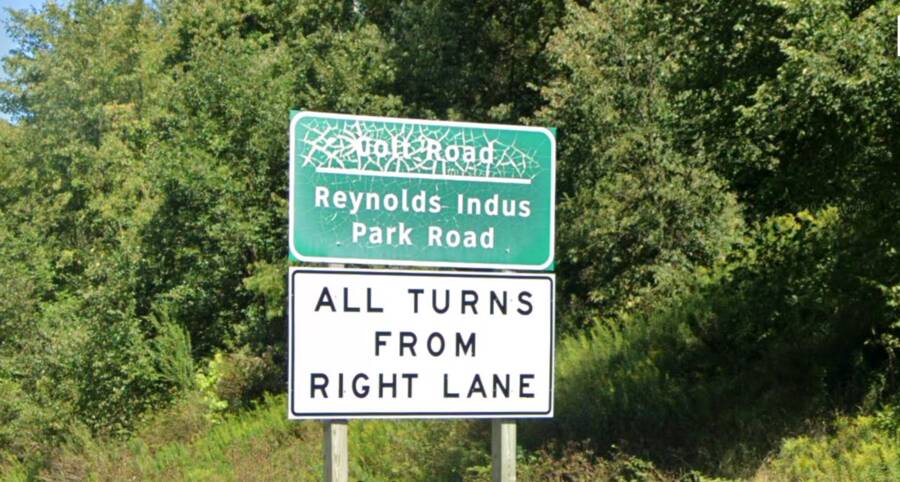 Road
Reynolds Indus
Park Road
ALL TURNS
FROM
RIGHT LANE